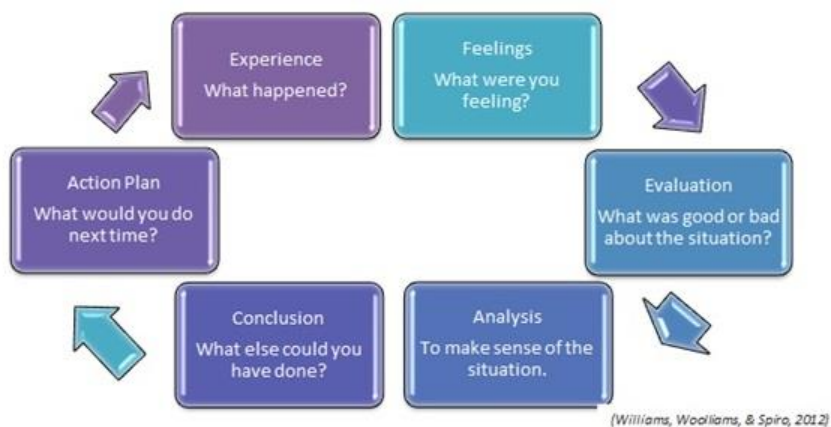 Experience
What happened?
Feelings
What were you
feeling?
Evaluation
What was good or bad
about the situation?
Analysis
To make sense of the
situation.
Conclusion
What else could you
have done?
Action Plan
What would you do
next time?
(Williams, Woolliams, & Spiro, 2012)